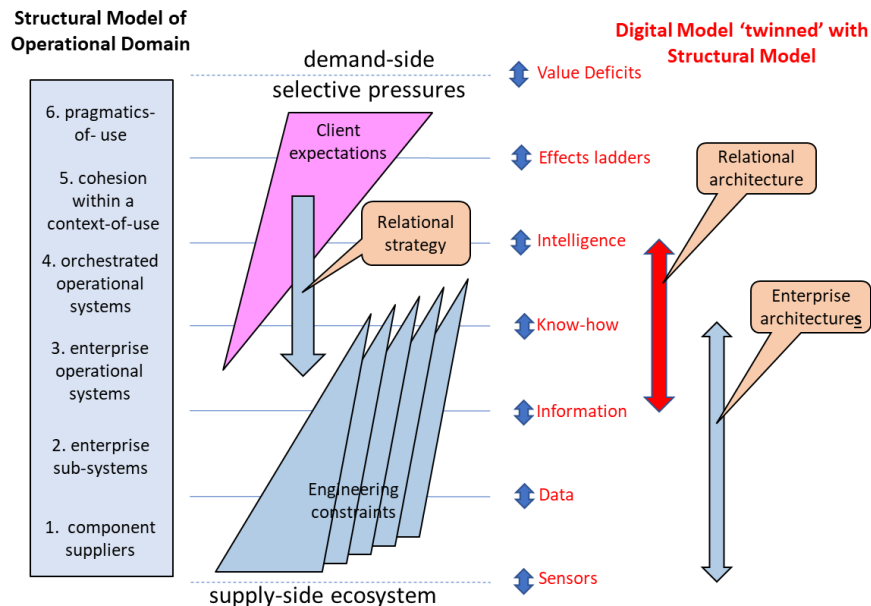 Structural Model of
Operational Domain
6. pragmatics-
of- use
5. cohesion
within a
context-of-use
4. orchestrated
operational
systems
3. enterprise
operational
systems
2. enterprise
sub-systems
1. component
suppliers
demand-side
selective pressures
Client
expectations
Relational
strategy
Engineering
constraints
supply-side ecosystem
Digital Model ‘twinned’ with
Structural Model
Value Deficits
Effects ladders
Intelligence
Know-how
Information
Data
Sensors
Relational
architecture
Enterprise
architectures